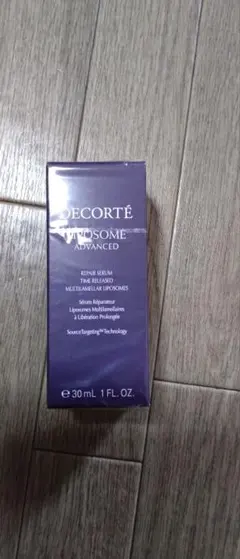 DECORTÉ
LIPOSOME
ADVANCED
REPAIR SERUM
TIME RELEASED
MULTILAMELLAR LIPOSOMES
Sérum Réparateur
Liposomes Multilamellaires
à Libération Prolongée
SourceTargeting™ Technology
℮ 30 mL 1 FL. OZ.